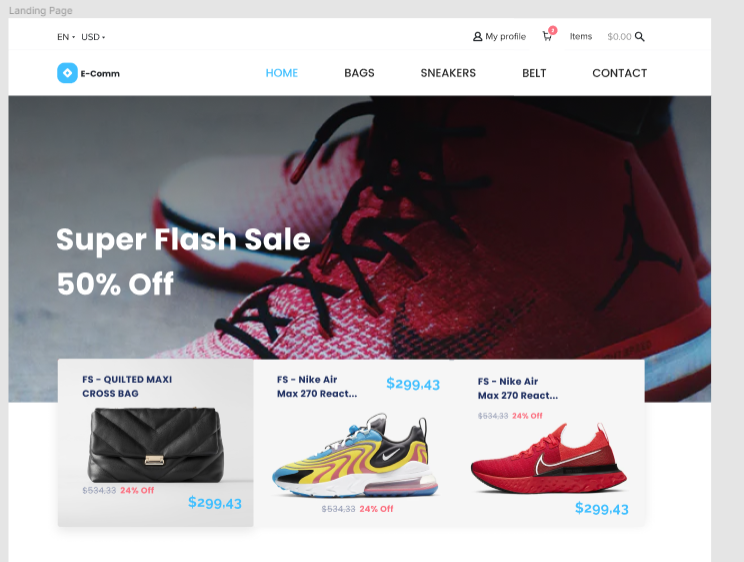 Landing Page
EN
USD
My profile
2
Items
$0.00
E-Comm
HOME
BAGS
SNEAKERS
BELT
CONTACT
Super Flash Sale
50% Off
FS - QUILTED MAXI
CROSS BAG
$534,33 24% Off
$299,43
FS - Nike Air
Max 270 React...
$299,43
$534,33 24% Off
FS - Nike Air
Max 270 React...
$534,33 24% Off
$299,43